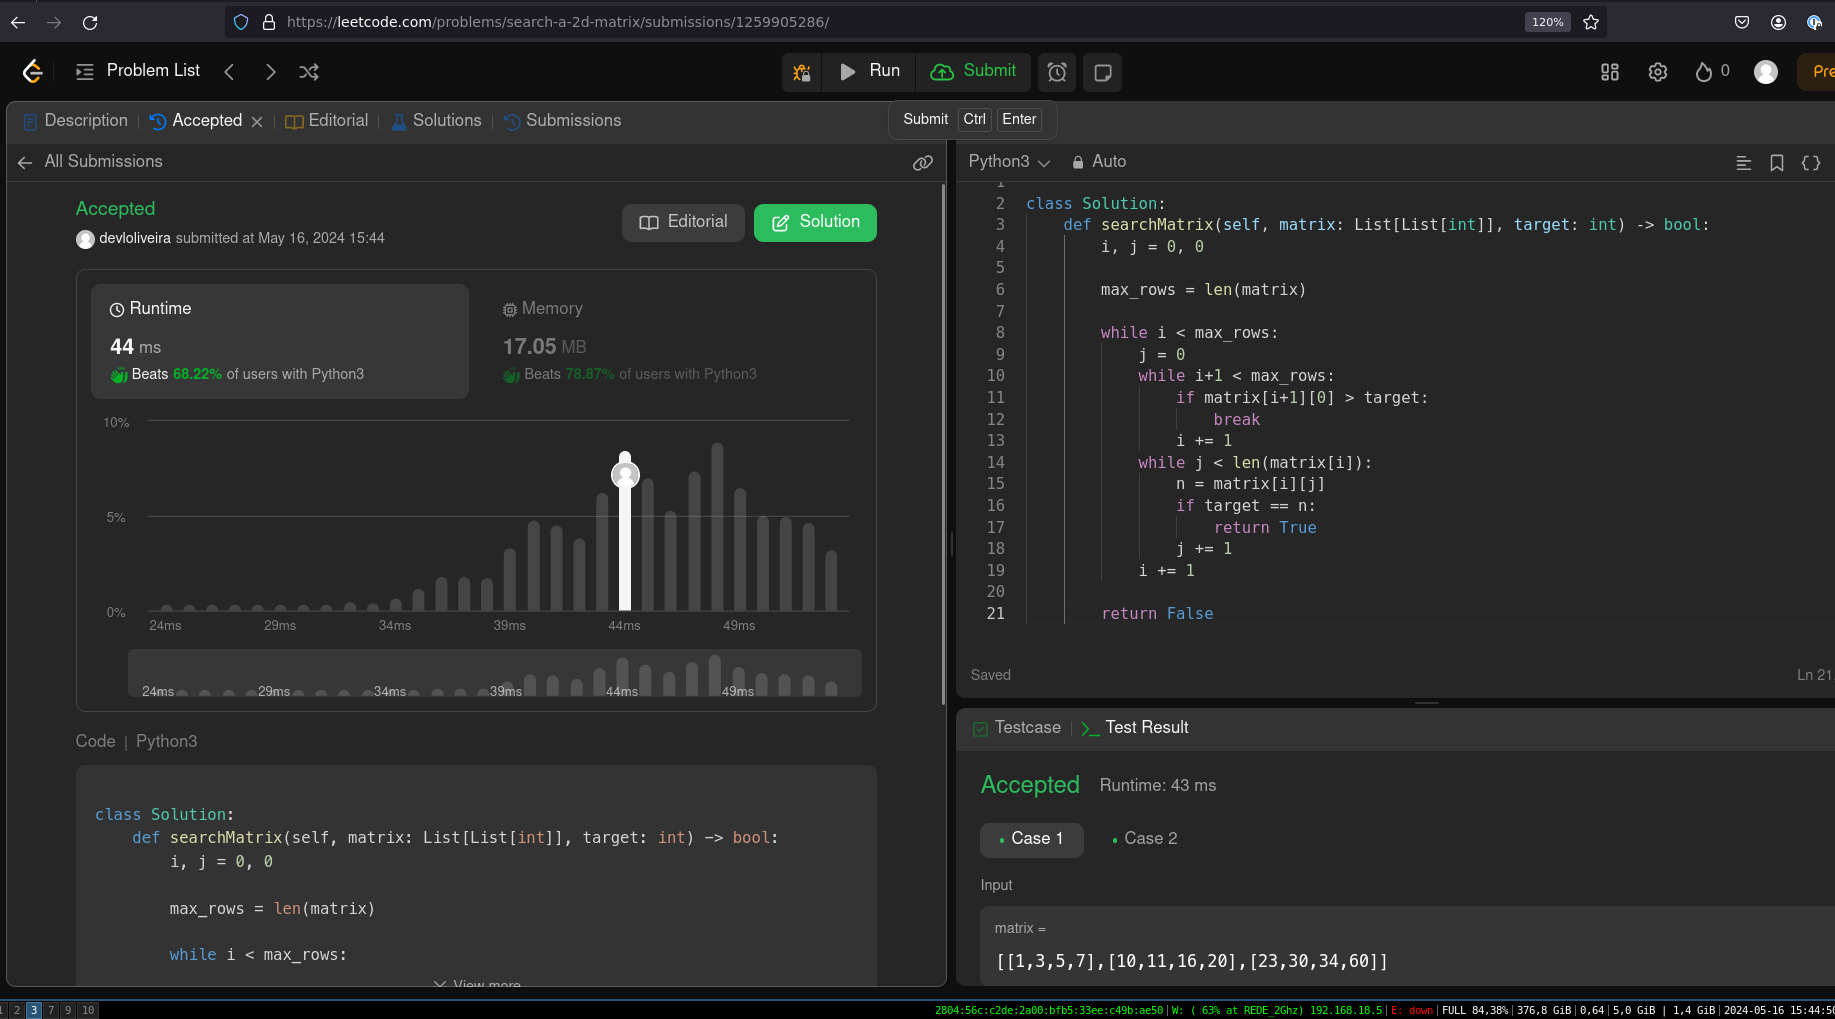 https://leetcode.com/problems/search-a-2d-matrix/submissions/1259905286/
120%
Problem List
Run
Submit
0
Pre
Description
Accepted
Editorial
Solutions
Submissions
Submit Ctrl Enter
All Submissions
Accepted
devloliveira submitted at May 16, 2024 15:44
Editorial
Solution
Runtime
44 ms
Beats 68.22% of users with Python3
Memory
17.05 MB
Beats 78.87% of users with Python3
10%
5%
0%
24ms 29ms 34ms 39ms 44ms 49ms
24ms 29ms 34ms 39ms 44ms 49ms
Code | Python3
class Solution:
    def searchMatrix(self, matrix: List[List[int]], target: int) -> bool:
        i, j = 0, 0
        max_rows = len(matrix)
        while i < max_rows:
View more
Python3
Auto
1
2 class Solution:
3     def searchMatrix(self, matrix: List[List[int]], target: int) -> bool:
4         i, j = 0, 0
5
6         max_rows = len(matrix)
7
8         while i < max_rows:
9             j = 0
10             while i+1 < max_rows:
11                 if matrix[i+1][0] > target:
12                     break
13                 i += 1
14             while j < len(matrix[i]):
15                 n = matrix[i][j]
16                 if target == n:
17                     return True
18                 j += 1
19             i += 1
20
21         return False
Saved
Ln 21,
Testcase
Test Result
Accepted Runtime: 43 ms
Case 1
Case 2
Input
matrix =
[[1,3,5,7],[10,11,16,20],[23,30,34,60]]
1 2 3 7 9 10
2804:56c:c2de:2a00:bfb5:33ee:c49b:ae50 | W: ( 63% at REDE_2Ghz) 192.168.18.5 | E: down | FULL 84,38% | 376,8 GiB | 0,64 | 5,0 GiB | 1,4 GiB | 2024-05-16 15:44:50